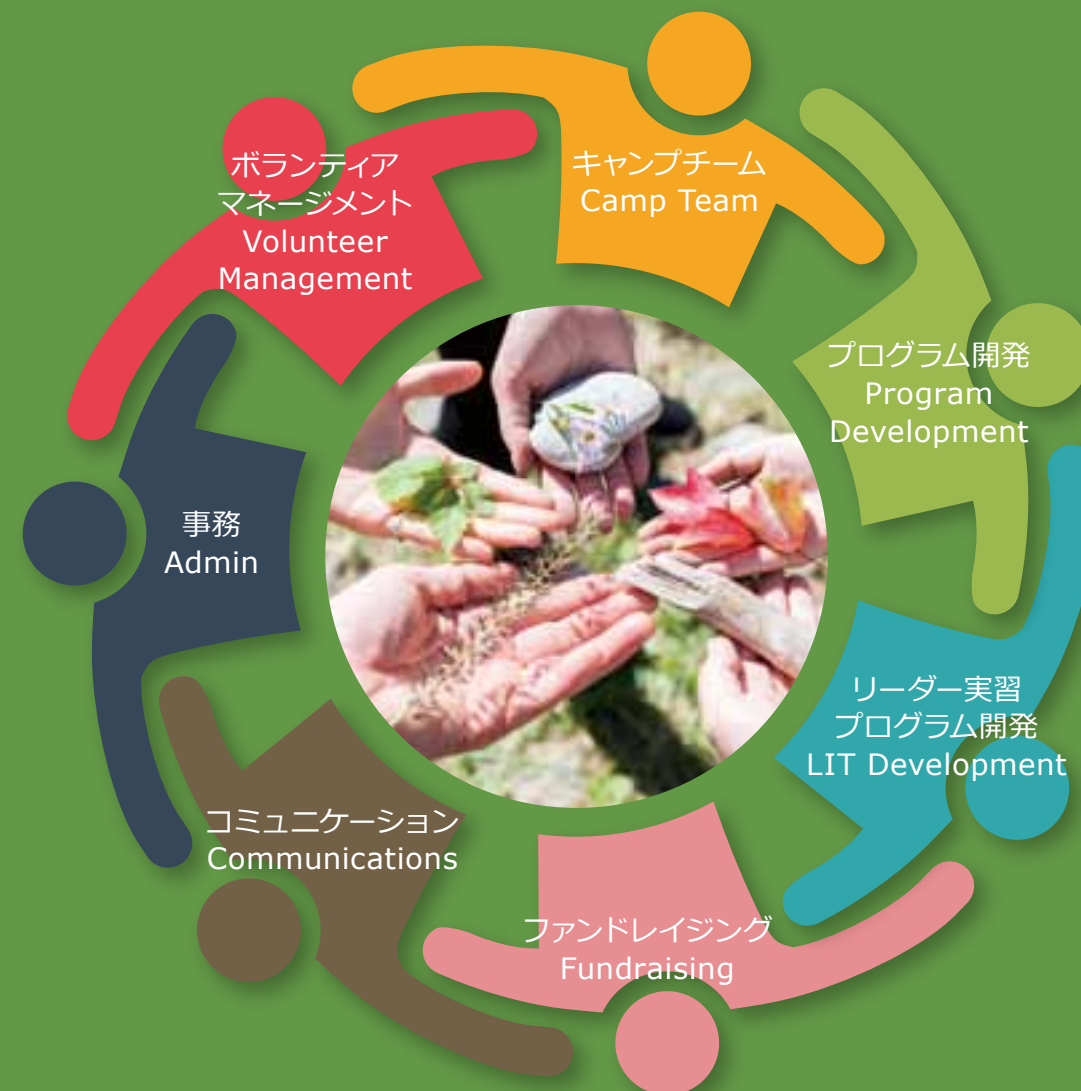 キャンプチーム
Camp Team
プログラム開発
Program
Development
リーダー実習
プログラム開発
LIT Development
ファンドレイジング
Fundraising
コミュニケーション
Communications
事務
Admin
ボランティア
マネージメント
Volunteer
Management